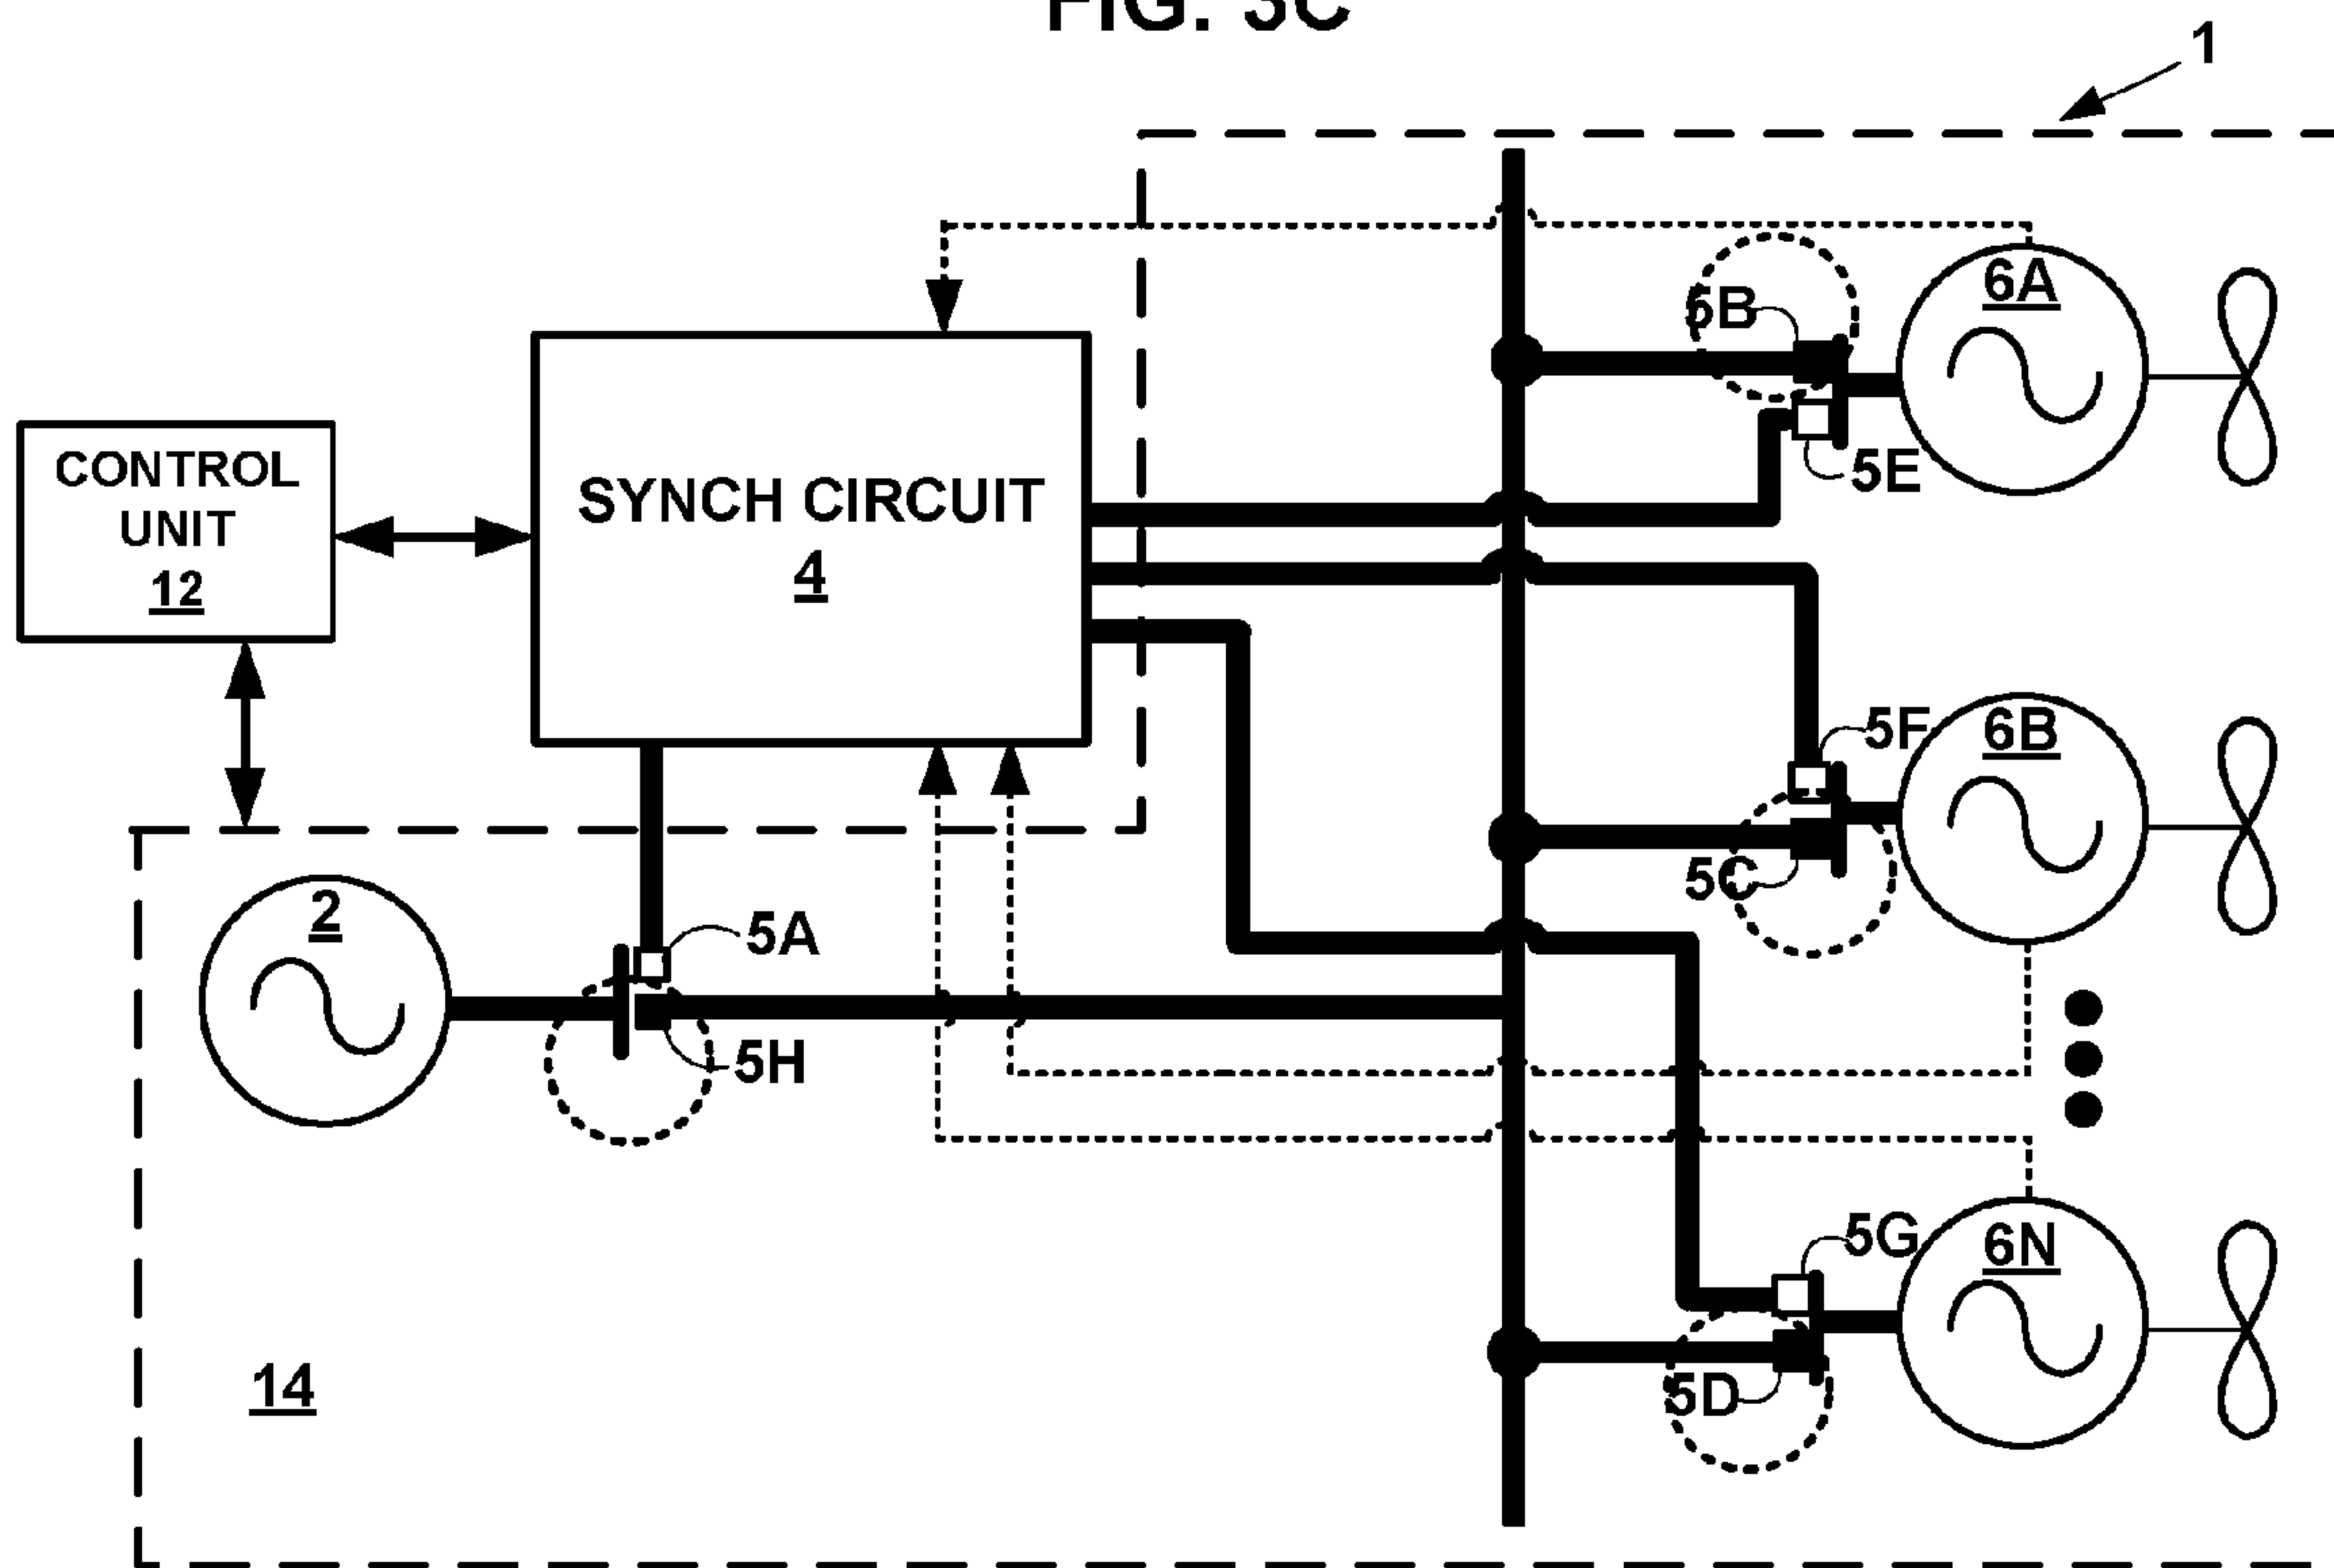 FIG. 3C
1
6A
5B
5E
CONTROL
UNIT
12
SYNCH CIRCUIT
4
5F
6B
5C
2
5A
5H
5G
6N
5D
14